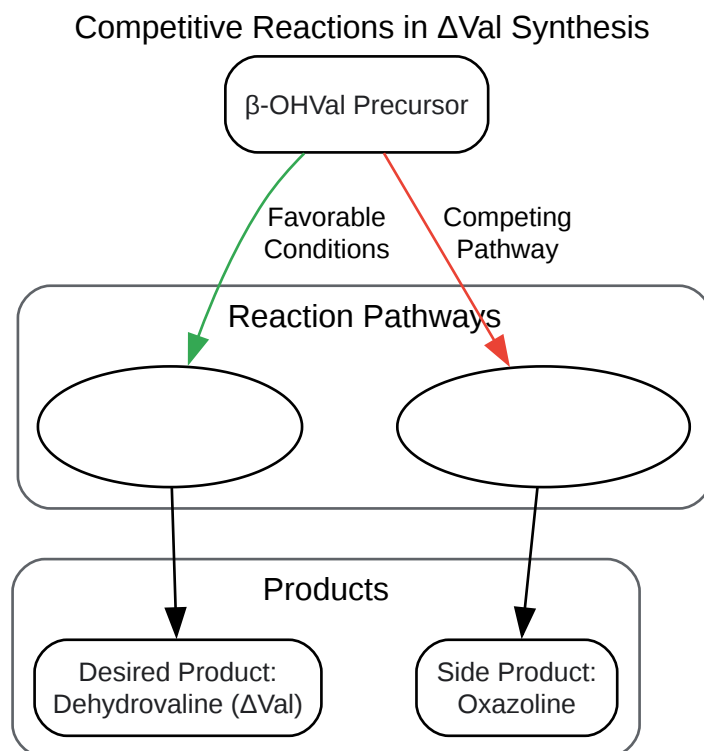 Competitive Reactions in ΔVal Synthesis
β-OHVal Precursor
Favorable
Conditions
Competing
Pathway
Reaction Pathways
Products
Desired Product:
Dehydrovaline (ΔVal)
Side Product:
Oxazoline